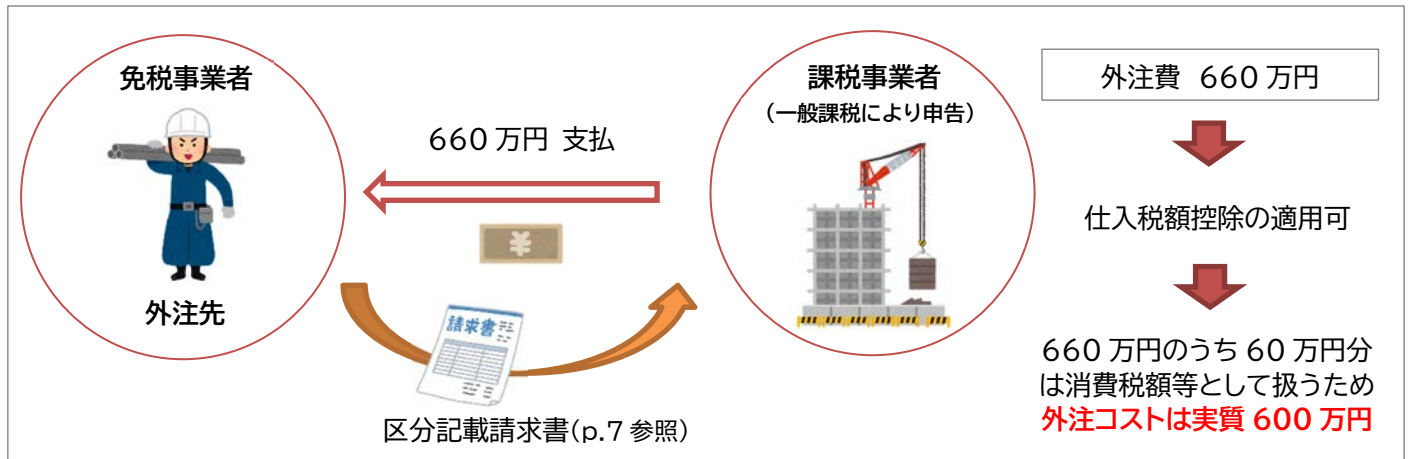 免税事業者
外注先
660 万円 支払
¥
請求書
区分記載請求書(p.7 参照)
課税事業者
(一般課税により申告)
外注費 660 万円
仕入税額控除の適用可
660 万円のうち 60 万円分
は消費税額等として扱うため
外注コストは実質 600 万円